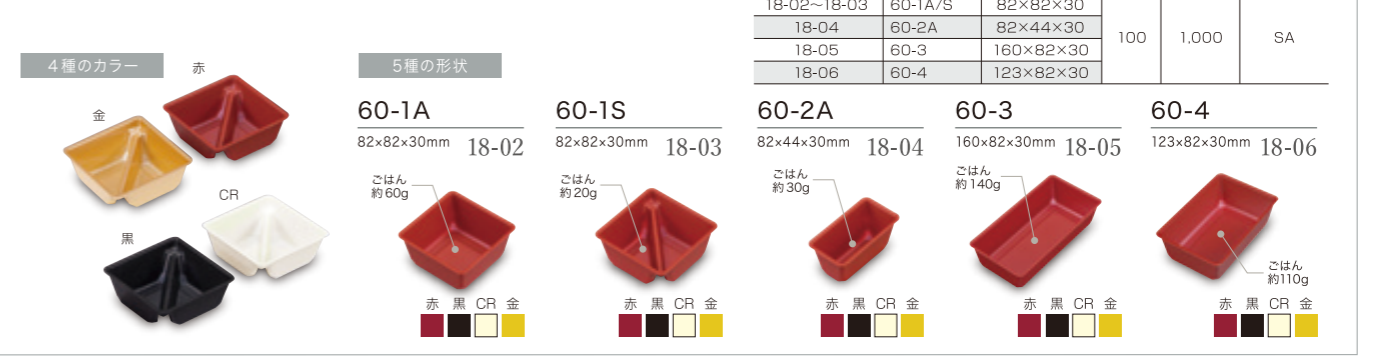 18-02～18-03 60-1A/S 82×82×30
18-04 60-2A 82×44×30
18-05 60-3 160×82×30
18-06 60-4 123×82×30
100 1,000 SA
4種のカラー
赤
金
CR
黒
5種の形状
60-1A
82×82×30mm 18-02
ごはん
約60g
赤 黒 CR 金
60-1S
82×82×30mm 18-03
ごはん
約20g
赤 黒 CR 金
60-2A
82×44×30mm 18-04
ごはん
約30g
赤 黒 CR 金
60-3
160×82×30mm 18-05
ごはん
約140g
赤 黒 CR 金
60-4
123×82×30mm 18-06
ごはん
約110g
赤 黒 CR 金